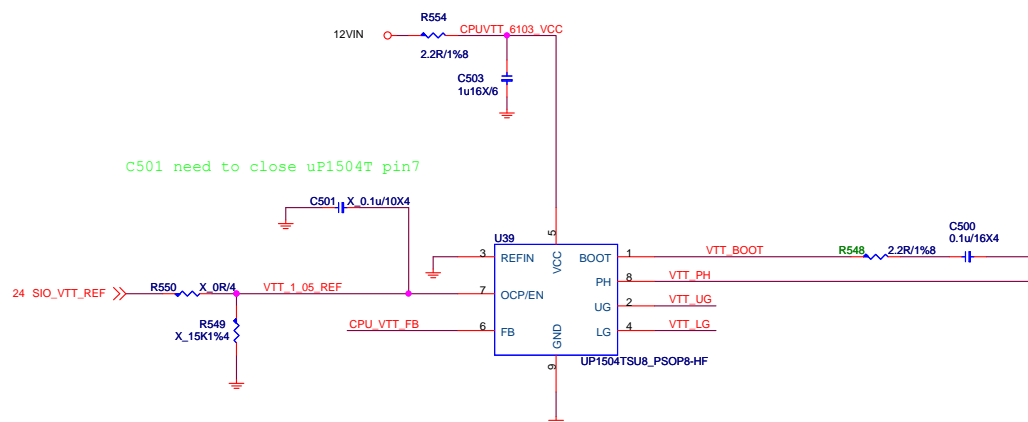 R554
12VIN
CPUVTT_6103_VCC
2.2R/1%8
C503
1u16X/6
C501 need to close uP1504T pin7
C501
X_0.1u/10X4
U39
5
VCC
3
REFIN
BOOT
1
VTT_BOOT
R548
2.2R/1%8
C500
0.1u/16X4
PH
8
VTT_PH
24 SIO_VTT_REF
R550
X_0R/4
VTT_1_05_REF
7
OCP/EN
UG
2
VTT_UG
R549
X_15K1%4
CPU_VTT_FB
6
FB
LG
4
VTT_LG
GND
9
UP1504TSU8_PSOP8-HF